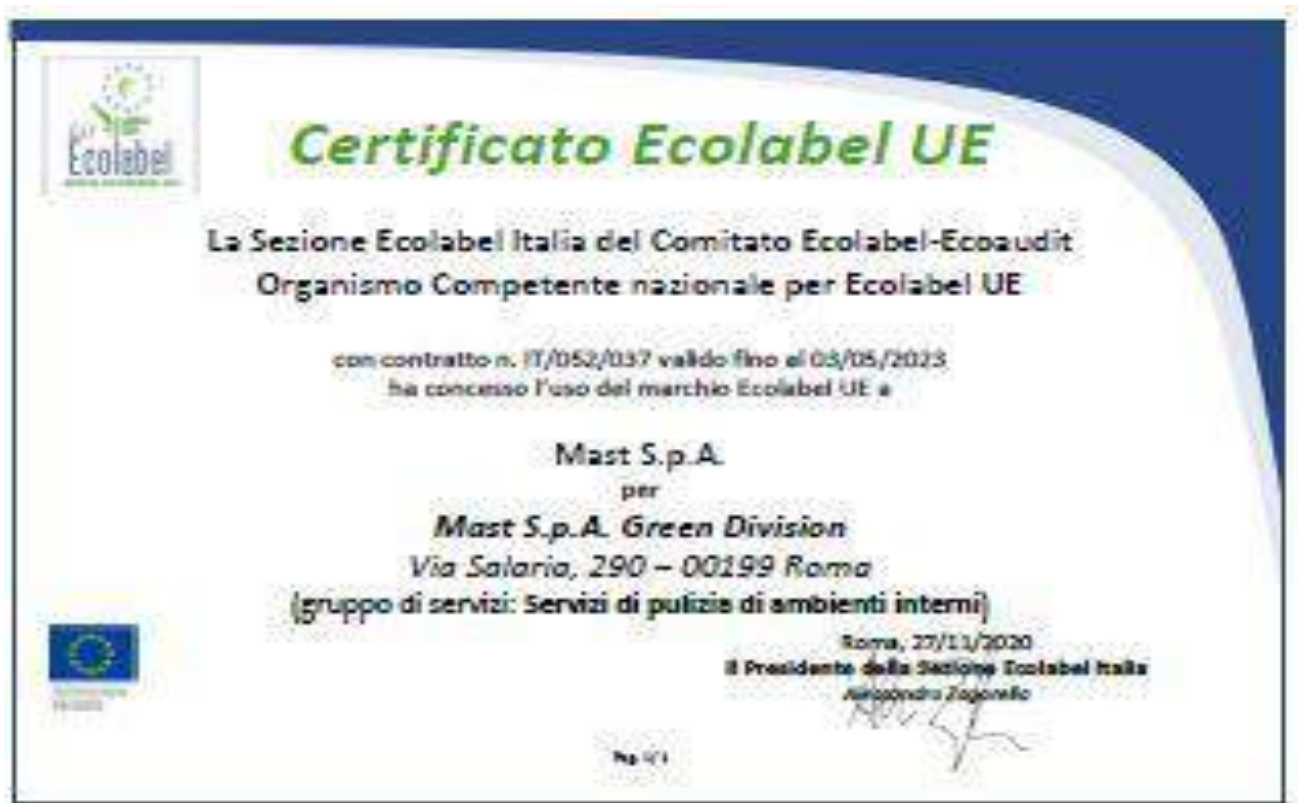 Ecolabel
Certificato Ecolabel UE
La Sezione Ecolabel Italia del Comitato Ecolabel-Ecoaudit
Organismo Competente nazionale per Ecolabel UE
con contratto n. IT/052/037 valido fino al 03/05/2023
ha concesso l'uso del marchio Ecolabel UE a
Mast S.p.A.
per
Mast S.p.A. Green Division
Via Salaria, 290 – 00199 Roma
(gruppo di servizi: Servizi di pulizia di ambienti interni)
Roma, 27/11/2020
Il Presidente della Sezione Ecolabel Italia
Pag.